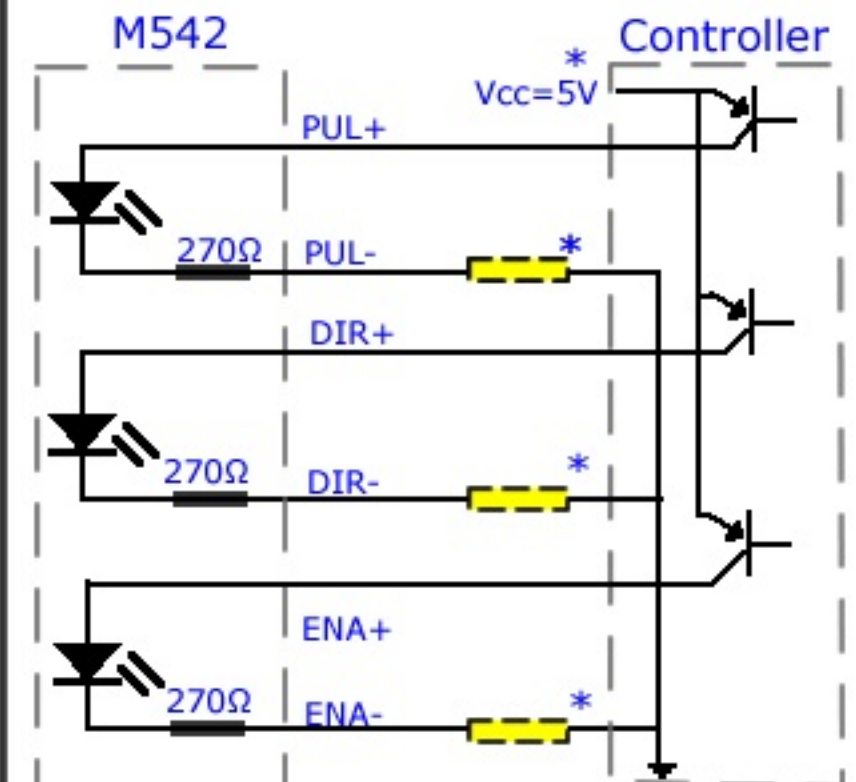 M542
Controller
*
Vcc=5V
PUL+
270Ω
PUL-
*
DIR+
270Ω
DIR-
*
ENA+
270Ω
ENA-
*